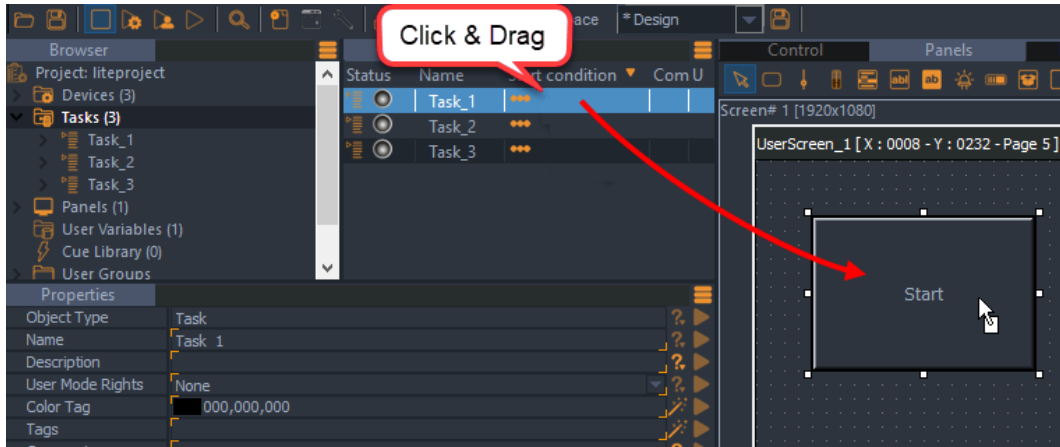 ace
* Design
Click & Drag
Browser
Project: liteproject
Devices (3)
Tasks (3)
Task_1
Task_2
Task_3
Panels (1)
User Variables (1)
Cue Library (0)
User Groups
Status Name Start condition Com U
Task_1
Task_2
Task_3
Control Panels
abl ab
Screen# 1 [1920x1080]
UserScreen_1 [ X : 0008 - Y : 0232 - Page 5 ]
Start
Properties
Object Type Task
Name Task_1
Description
User Mode Rights None
Color Tag 000,000,000
Tags